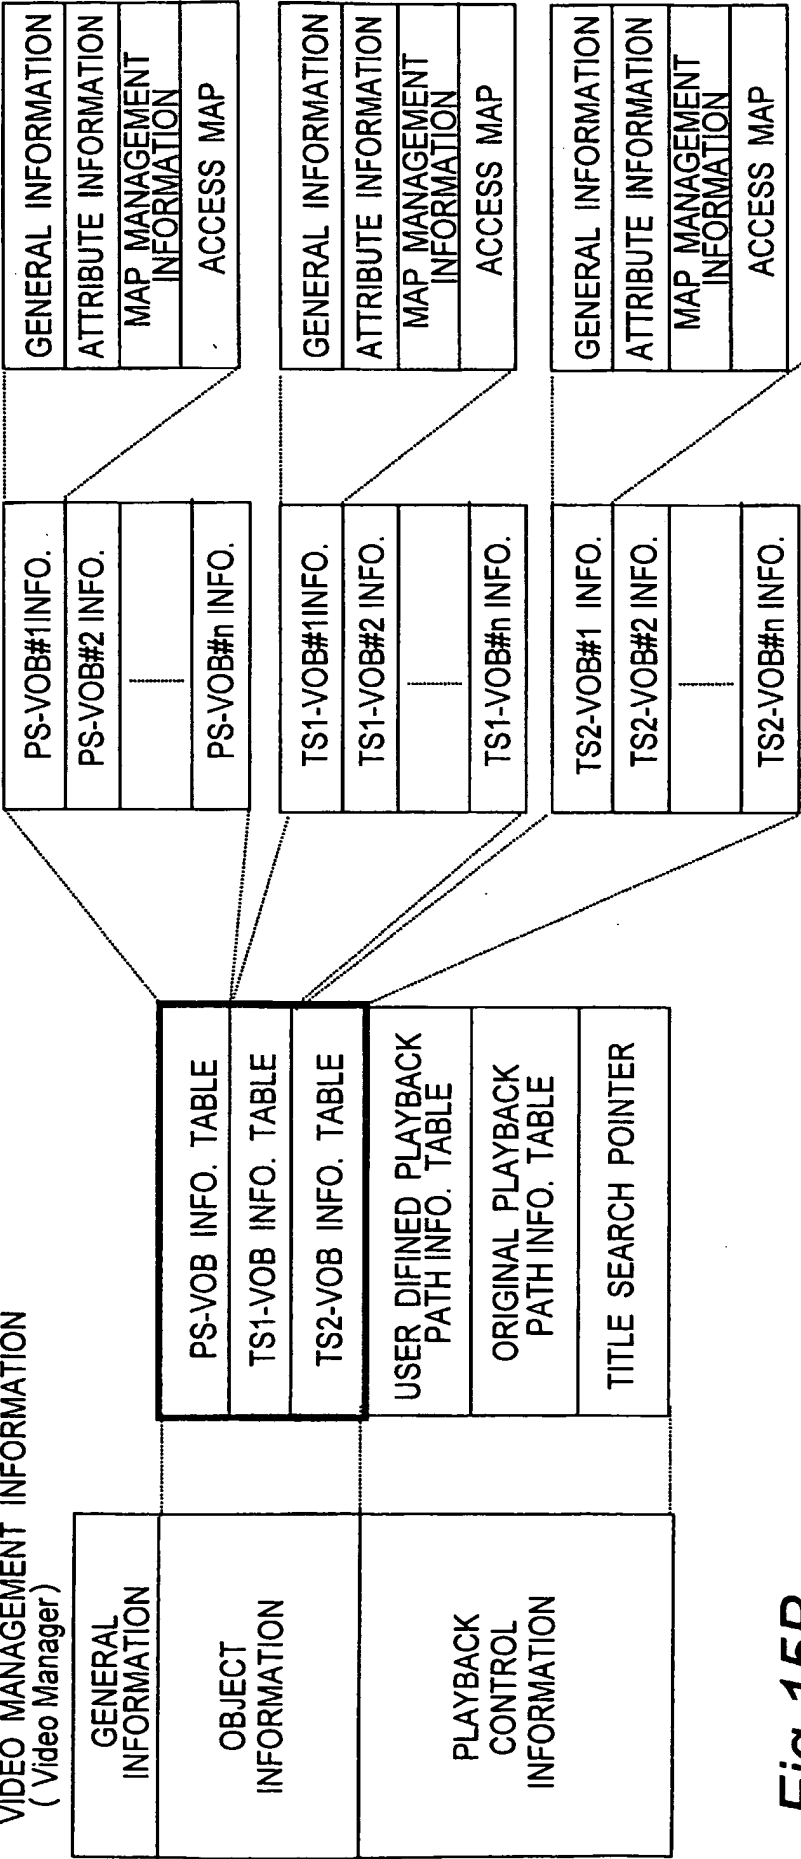 VIDEO MANAGEMENT INFORMATION
( Video Manager )
GENERAL
INFORMATION
OBJECT
INFORMATION
PLAYBACK
CONTROL
INFORMATION
PS-VOB INFO. TABLE
TS1-VOB INFO. TABLE
TS2-VOB INFO. TABLE
USER DIFINED PLAYBACK
PATH INFO. TABLE
ORIGINAL PLAYBACK
PATH INFO. TABLE
TITLE SEARCH POINTER
PS-VOB#1INFO.
PS-VOB#2 INFO.
PS-VOB#n INFO.
TS1-VOB#1INFO.
TS1-VOB#2 INFO.
TS1-VOB#n INFO.
TS2-VOB#1 INFO.
TS2-VOB#2 INFO.
TS2-VOB#n INFO.
GENERAL INFORMATION
ATTRIBUTE INFORMATION
MAP MANAGEMENT
INFORMATION
ACCESS MAP
GENERAL INFORMATION
ATTRIBUTE INFORMATION
MAP MANAGEMENT
INFORMATION
ACCESS MAP
GENERAL INFORMATION
ATTRIBUTE INFORMATION
MAP MANAGEMENT
INFORMATION
ACCESS MAP
Fig.15B